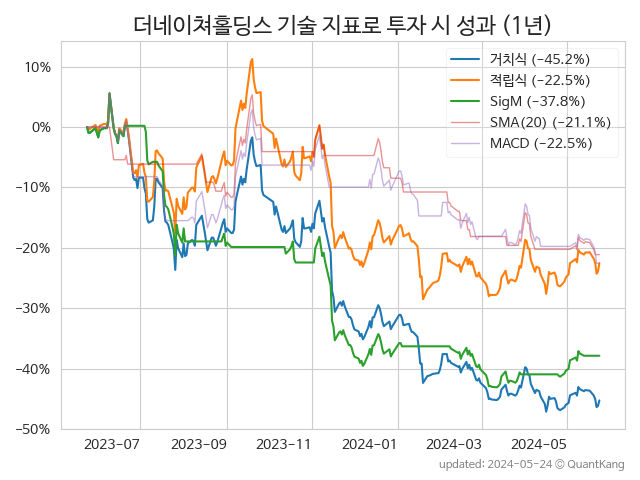 더네이쳐홀딩스 기술 지표로 투자 시 성과 (1년)
거치식 (−45.2%)
적립식 (−22.5%)
SigM (−37.8%)
SMA(20) (−21.1%)
MACD (−22.5%)
10%
0%
−10%
−20%
−30%
−40%
−50%
2023-07 2023-09 2023-11 2024-01 2024-03 2024-05
updated: 2024-05-24 © QuantKang